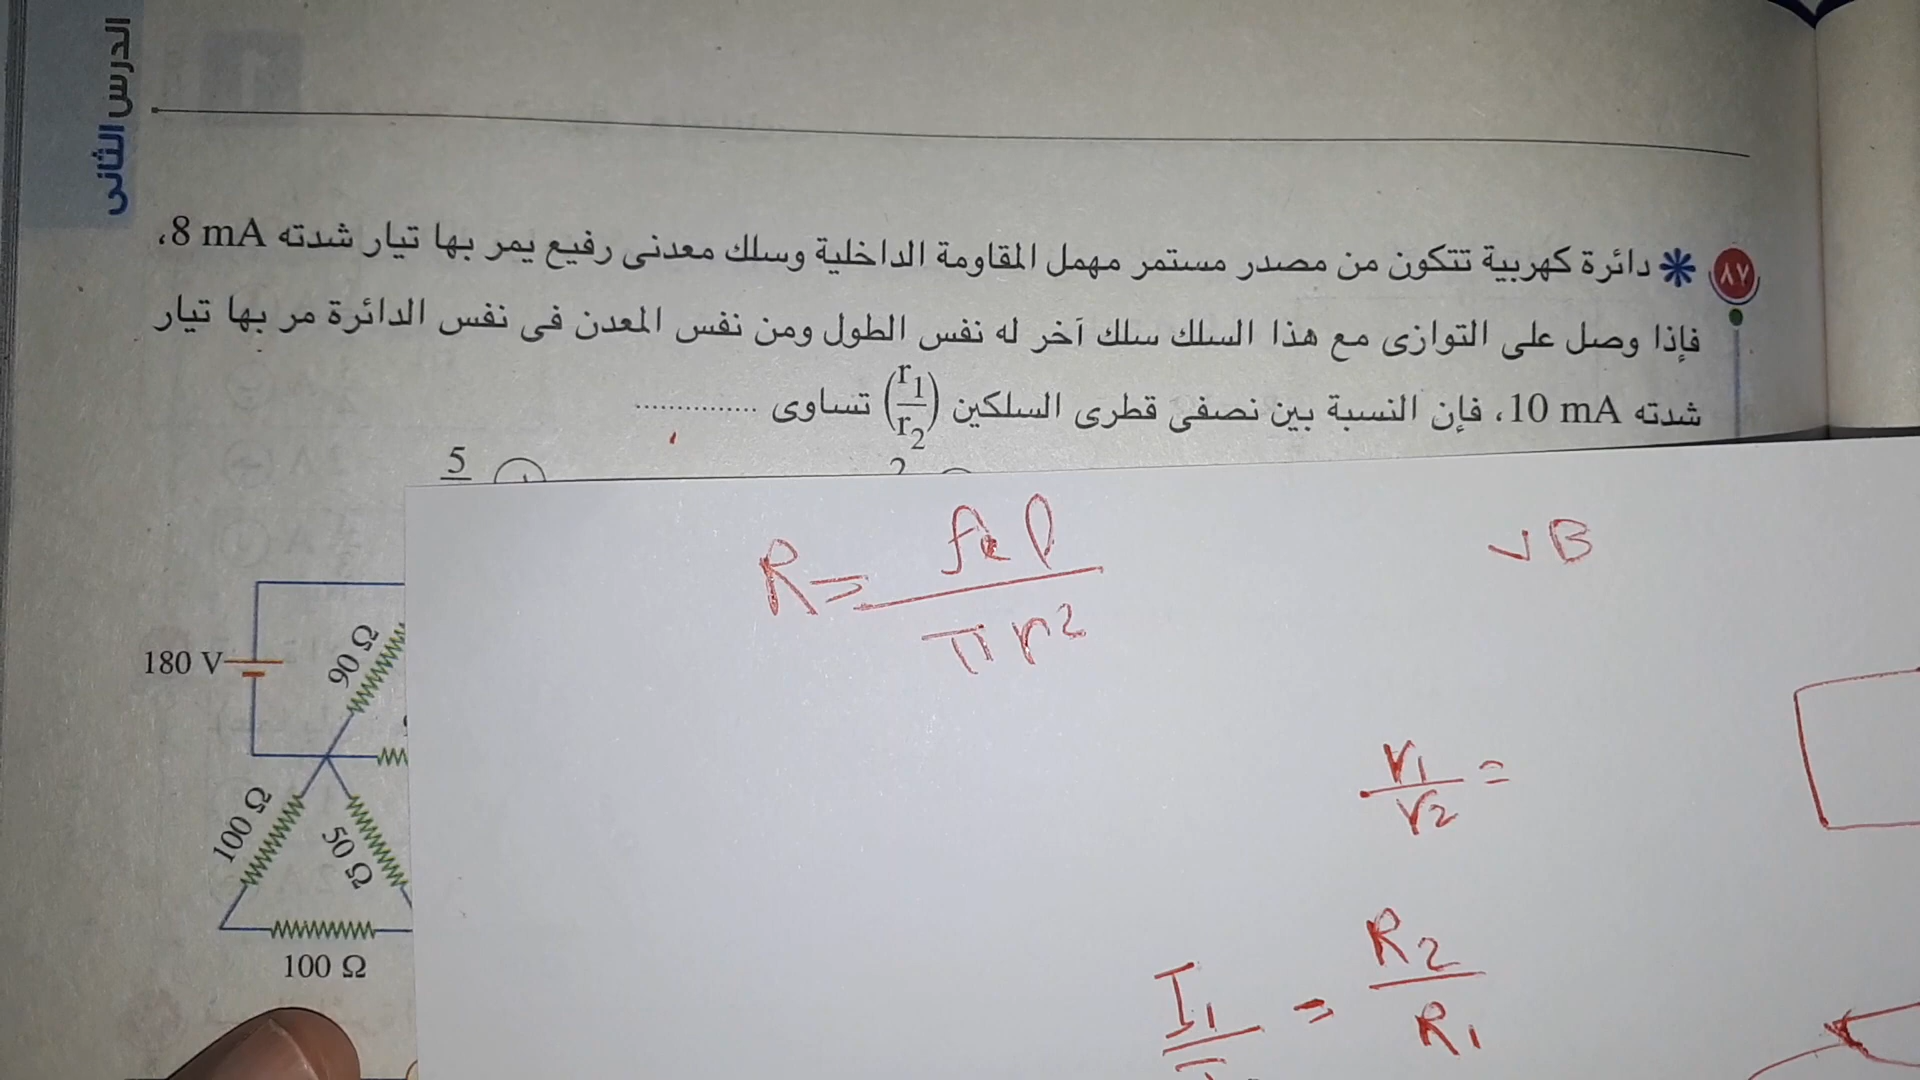 الدرس الثانى
٨٧ * دائرة كهربية تتكون من مصدر مستمر مهمل المقاومة الداخلية وسلك معدنى رفيع يمر بها تيار شدته 8 mA،
فإذا وصل على التوازى مع هذا السلك سلك آخر له نفس الطول ومن نفس المعدن فى نفس الدائرة مر بها تيار
شدته 10 mA، فإن النسبة بين نصفى قطرى السلكين (r₁/r₂) تساوى ..............
5
R =
l
π r²
V B
r₁/r₂ =
I₁
= R₂/R₁
180 V
90 Ω
100 Ω
50 Ω
100 Ω